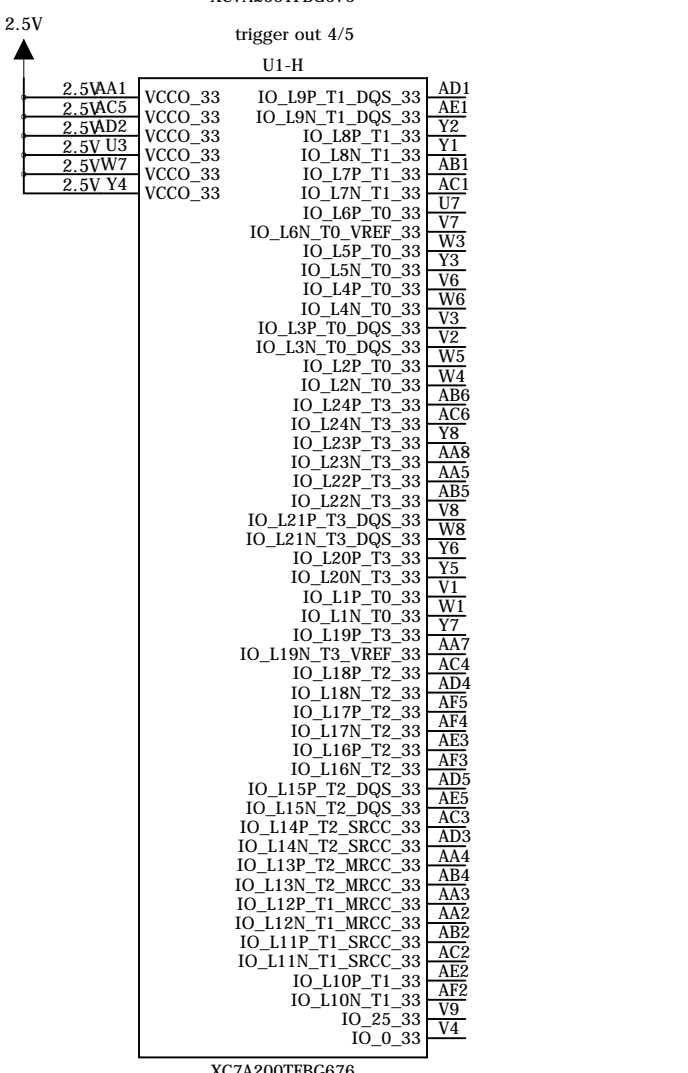 XC7A200TFBG676
2.5V
trigger out 4/5
U1-H
2.5V AA1 VCCO_33 IO_L9P_T1_DQS_33 AD1
2.5V AC5 VCCO_33 IO_L9N_T1_DQS_33 AE1
2.5V AD2 VCCO_33 IO_L8P_T1_33 Y2
2.5V U3 VCCO_33 IO_L8N_T1_33 Y1
2.5V W7 VCCO_33 IO_L7P_T1_33 AB1
2.5V Y4 VCCO_33 IO_L7N_T1_33 AC1
IO_L6P_T0_33 U7
IO_L6N_T0_VREF_33 V7
IO_L5P_T0_33 W3
IO_L5N_T0_33 Y3
IO_L4P_T0_33 V6
IO_L4N_T0_33 W6
IO_L3P_T0_DQS_33 V3
IO_L3N_T0_DQS_33 V2
IO_L2P_T0_33 W5
IO_L2N_T0_33 W4
IO_L24P_T3_33 AB6
IO_L24N_T3_33 AC6
IO_L23P_T3_33 Y8
IO_L23N_T3_33 AA8
IO_L22P_T3_33 AA5
IO_L22N_T3_33 AB5
IO_L21P_T3_DQS_33 V8
IO_L21N_T3_DQS_33 W8
IO_L20P_T3_33 Y6
IO_L20N_T3_33 Y5
IO_L1P_T0_33 V1
IO_L1N_T0_33 W1
IO_L19P_T3_33 Y7
IO_L19N_T3_VREF_33 AA7
IO_L18P_T2_33 AC4
IO_L18N_T2_33 AD4
IO_L17P_T2_33 AF5
IO_L17N_T2_33 AF4
IO_L16P_T2_33 AE3
IO_L16N_T2_33 AF3
IO_L15P_T2_DQS_33 AD5
IO_L15N_T2_DQS_33 AE5
IO_L14P_T2_SRCC_33 AC3
IO_L14N_T2_SRCC_33 AD3
IO_L13P_T2_MRCC_33 AA4
IO_L13N_T2_MRCC_33 AB4
IO_L12P_T1_MRCC_33 AA3
IO_L12N_T1_MRCC_33 AA2
IO_L11P_T1_SRCC_33 AB2
IO_L11N_T1_SRCC_33 AC2
IO_L10P_T1_33 AE2
IO_L10N_T1_33 AF2
IO_25_33 V9
IO_0_33 V4
XC7A200TFBG676